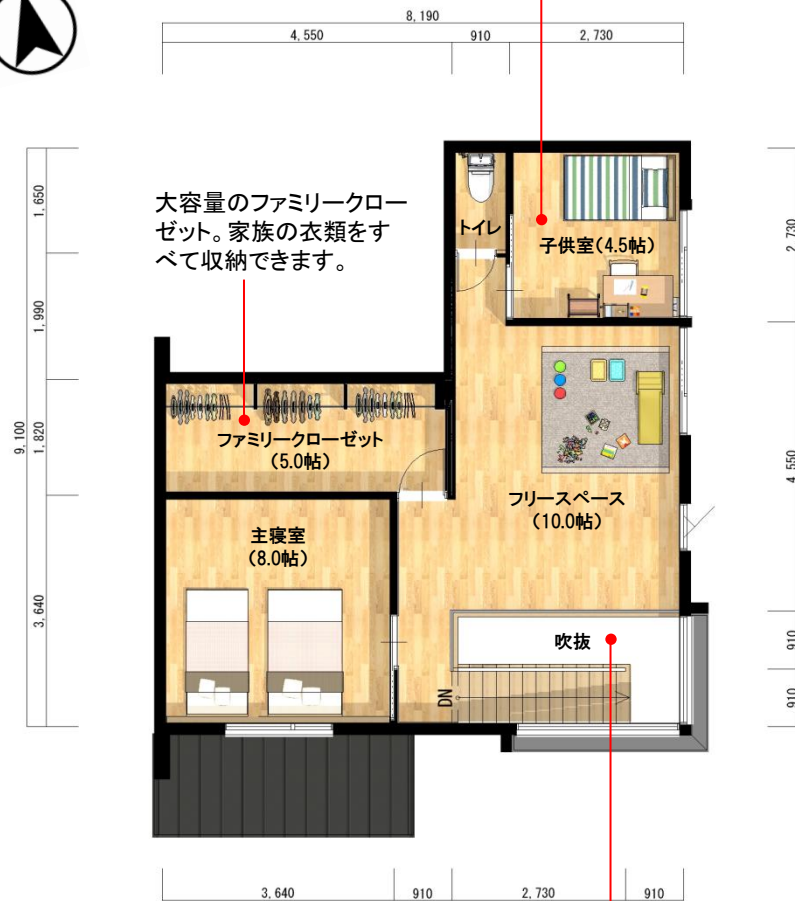 8,190
4,550
910
2,730
1,650
1,990
1,820
3,640
9,100
2,730
4,550
910
910
大容量のファミリークロー
ゼット。家族の衣類をす
べて収納できます。
トイレ
子供室(4.5帖)
ファミリークローゼット
(5.0帖)
フリースペース
(10.0帖)
主寝室
(8.0帖)
吹抜
DN
3,640
910
2,730
910